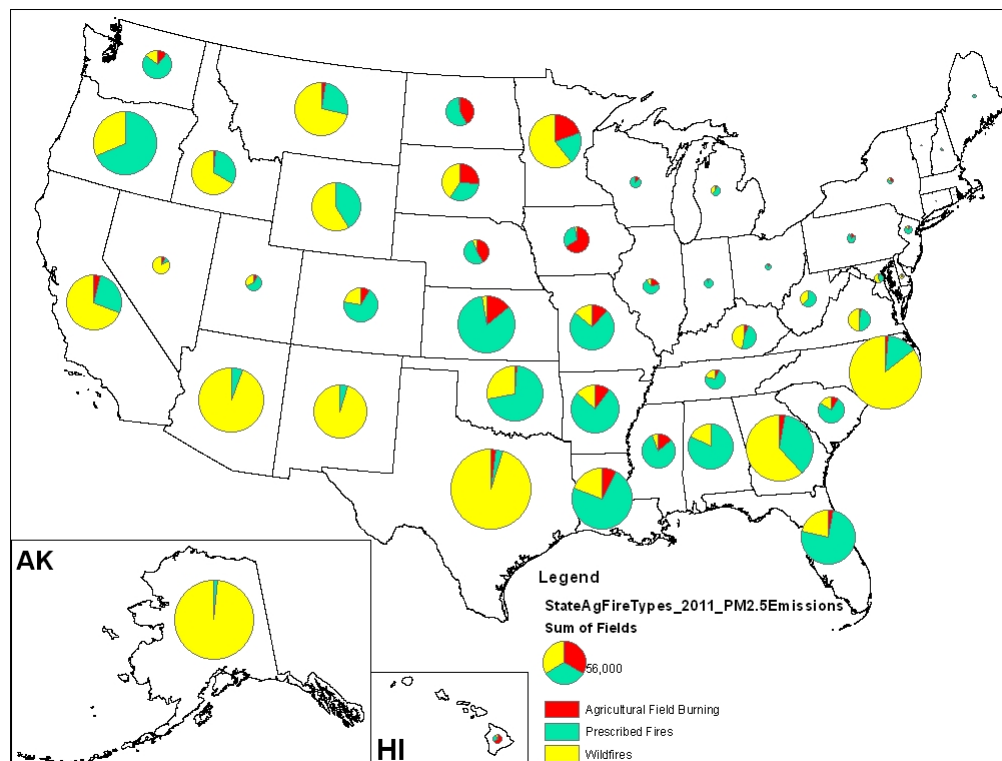 AK
HI
Legend
StateAgFireTypes_2011_PM2.5Emissions
Sum of Fields
56,000
Agricultural Field Burning
Prescribed Fires
Wildfires